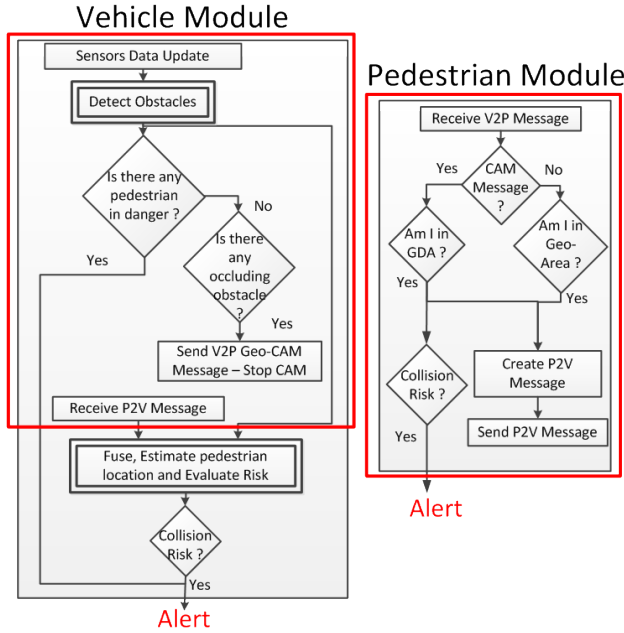 Vehicle Module
Sensors Data Update
Detect Obstacles
Is there any
pedestrian
in danger ?
No
Yes
Is there
any
occluding
obstacle
?
Yes
Send V2P Geo-CAM
Message – Stop CAM
Receive P2V Message
Fuse, Estimate pedestrian
location and Evaluate Risk
Collision
Risk ?
Yes
Alert
Pedestrian Module
Receive V2P Message
Yes
CAM
Message
?
No
Am I in
GDA ?
Am I in
Geo-
Area ?
Yes
Yes
Collision
Risk ?
Create P2V
Message
Yes
Send P2V Message
Alert